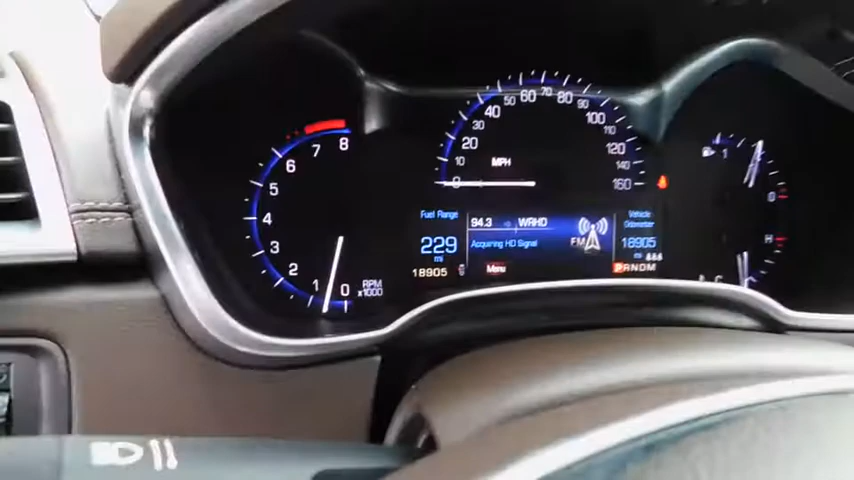 0 1 2 3 4 5 6 7 8
RPM
x1000
0 10 20 30 40 50 60 70 90 100 110 120 140 160
MPH
Fuel Range
229
mi
18905
94.3 WRHD
Acquiring HD Signal
FM
Menu
Vehicle
Odometer
18905
mi
PRNDM
1
0
H
C